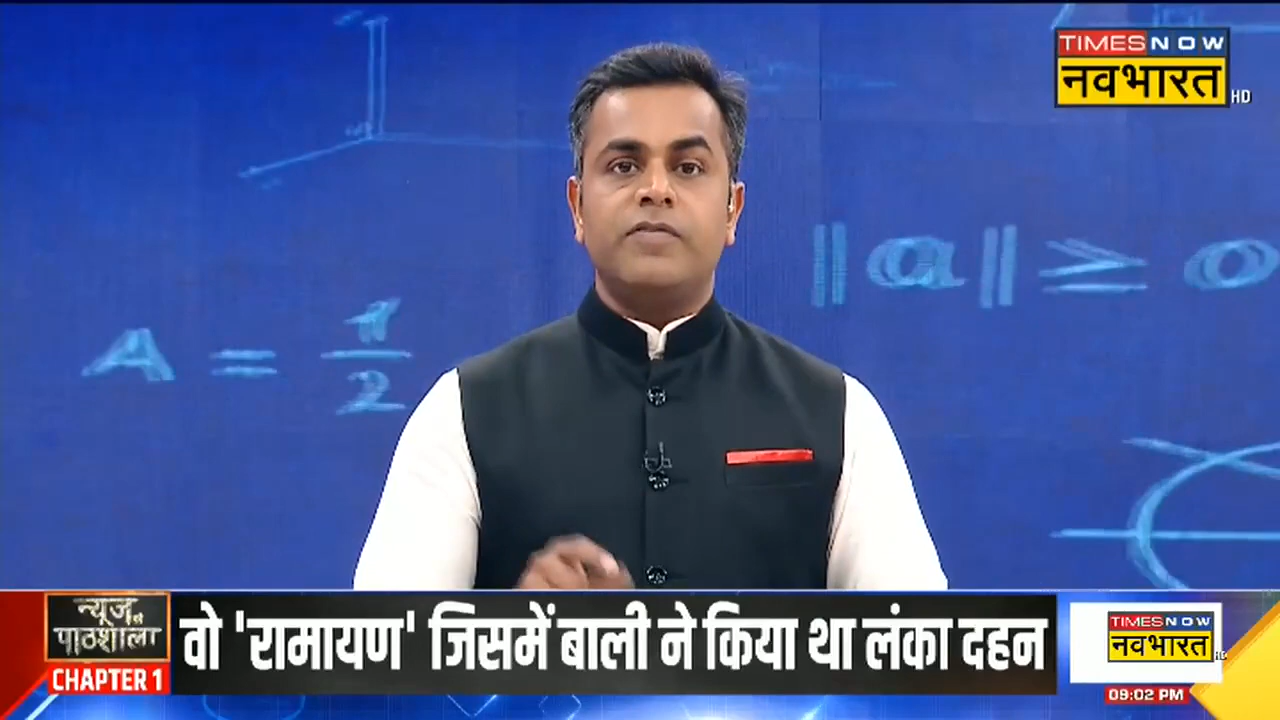 TIMES NOW
नवभारत
HD
||a|| ≥ 0
A = π/2
न्यूज़ की
पाठशाला
CHAPTER 1
वो 'रामायण' जिसमें बाली ने किया था लंका दहन
TIMES NOW
नवभारत
HD
09:02 PM